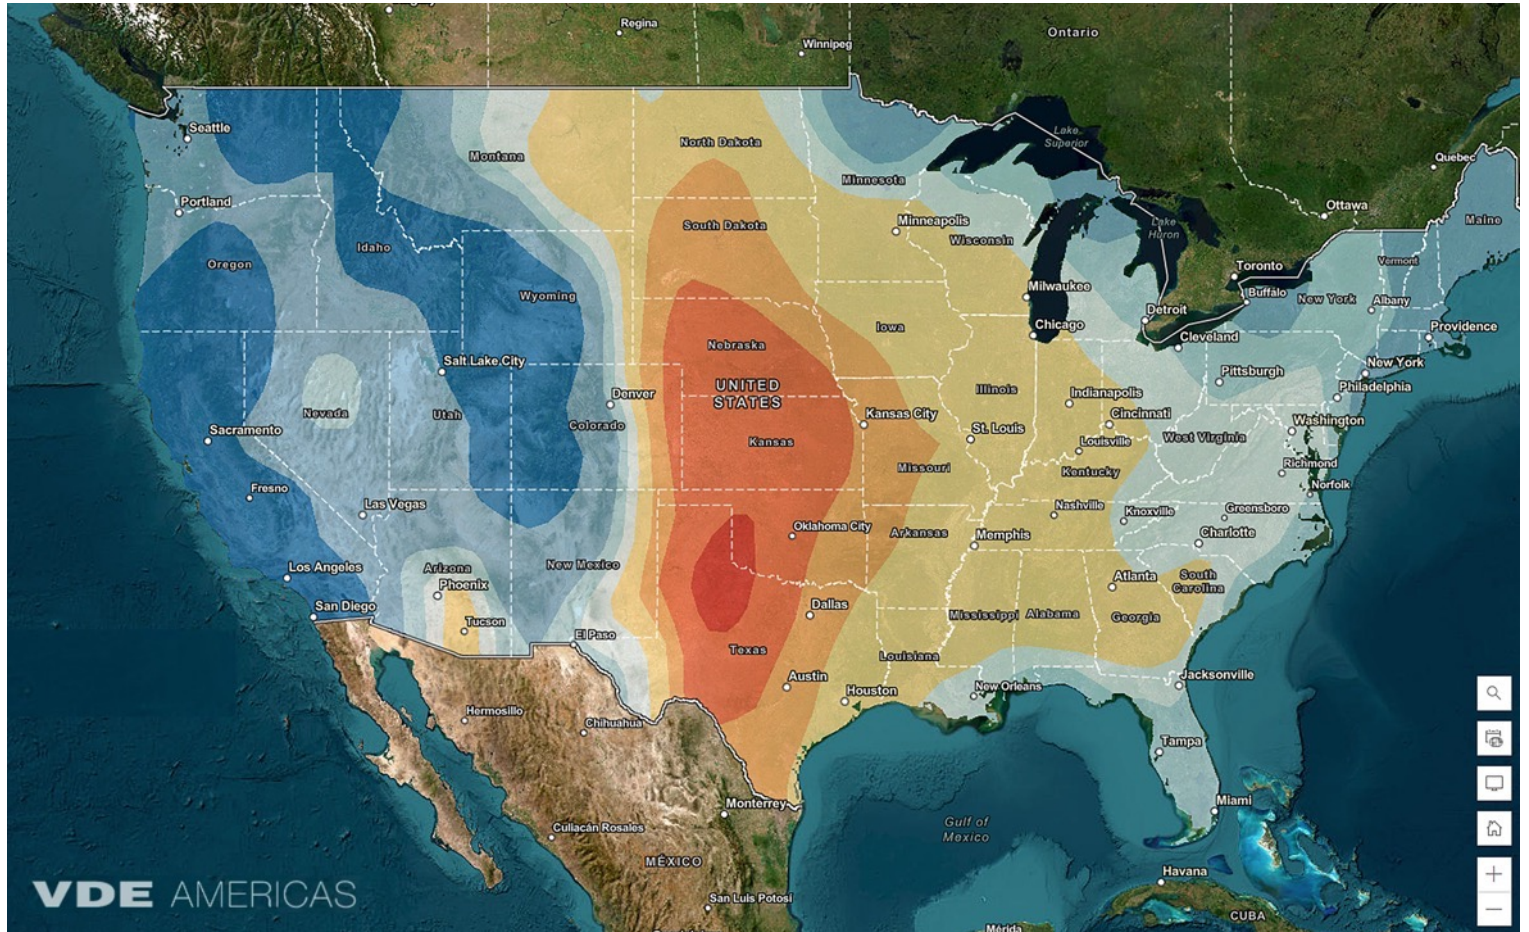 Regina
Winnipeg
Ontario
Seattle
Montana
North Dakota
Lake
Superior
Quebec
Minnesota
Portland
Ottawa
Maine
South Dakota
Minneapolis
Wisconsin
Lake
Huron
Idaho
Oregon
Vermont
Toronto
Wyoming
Milwaukee
Buffalo
New York
Albany
Detroit
Iowa
Chicago
Providence
Cleveland
Nebraska
Salt Lake City
New York
Pittsburgh
UNITED
STATES
Philadelphia
Denver
Illinois
Indianapolis
Nevada
Utah
Kansas City
Cincinnati
Colorado
Washington
Sacramento
St. Louis
Kansas
Louisville
West Virginia
Missouri
Kentucky
Richmond
Fresno
Norfolk
Las Vegas
Nashville
Knoxville
Greensboro
Oklahoma City
Arkansas
Memphis
Charlotte
Los Angeles
Arizona
New Mexico
Phoenix
Atlanta
South
Carolina
San Diego
Dallas
Mississippi
Alabama
Georgia
Tucson
El Paso
Texas
Louisiana
Austin
Houston
New Orleans
Jacksonville
Hermosillo
Chihuahua
Tampa
Monterrey
Miami
Culiacán Rosales
Gulf of
Mexico
MÉXICO
Havana
VDE AMERICAS
San Luis Potosí
CUBA
Mérida